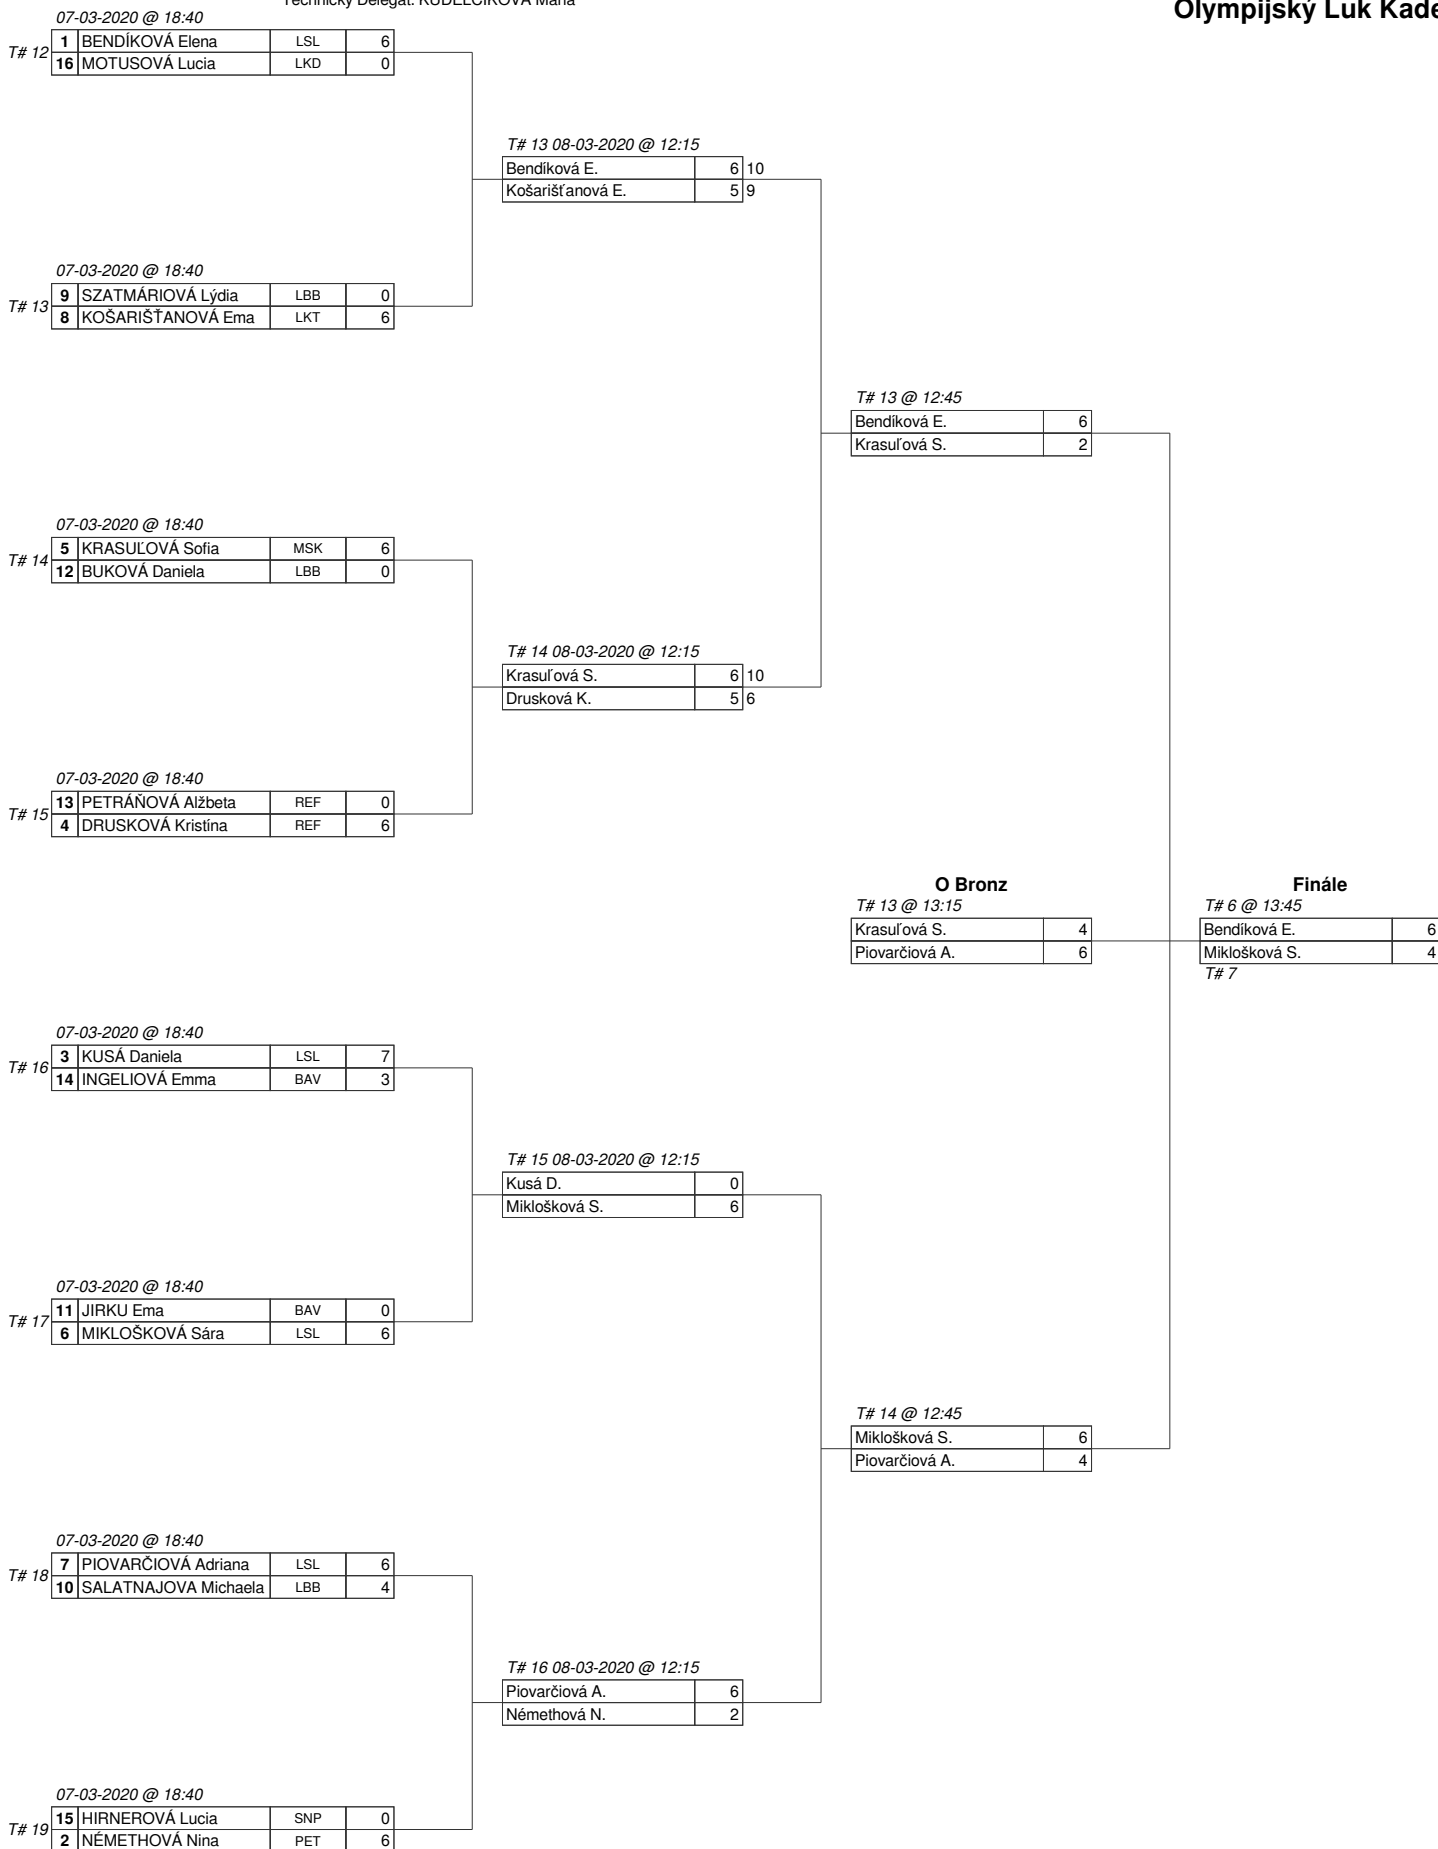 Technický Delegát: KUDELČÍKOVÁ Mária
Olympijský Luk Kade
07-03-2020 @ 18:40
T# 12
1 BENDÍKOVÁ Elena LSL 6
16 MOTUSOVÁ Lucia LKD 0
T# 13 08-03-2020 @ 12:15
Bendíková E. 6 10
Košarišťanová E. 5 9
07-03-2020 @ 18:40
T# 13
9 SZATMÁRIOVÁ Lýdia LBB 0
8 KOŠARIŠŤANOVÁ Ema LKT 6
T# 13 @ 12:45
Bendíková E. 6
Krasuľová S. 2
07-03-2020 @ 18:40
T# 14
5 KRASUĽOVÁ Sofia MSK 6
12 BUKOVÁ Daniela LBB 0
T# 14 08-03-2020 @ 12:15
Krasuľová S. 6 10
Drusková K. 5 6
07-03-2020 @ 18:40
T# 15
13 PETRÁŇOVÁ Alžbeta REF 0
4 DRUSKOVÁ Kristína REF 6
O Bronz
T# 13 @ 13:15
Krasuľová S. 4
Piovarčiová A. 6
Finále
T# 6 @ 13:45
Bendíková E. 6
Miklošková S. 4
T# 7
07-03-2020 @ 18:40
T# 16
3 KUSÁ Daniela LSL 7
14 INGELIOVÁ Emma BAV 3
T# 15 08-03-2020 @ 12:15
Kusá D. 0
Miklošková S. 6
07-03-2020 @ 18:40
T# 17
11 JIRKU Ema BAV 0
6 MIKLOŠKOVÁ Sára LSL 6
T# 14 @ 12:45
Miklošková S. 6
Piovarčiová A. 4
07-03-2020 @ 18:40
T# 18
7 PIOVARČIOVÁ Adriana LSL 6
10 SALATNAJOVA Michaela LBB 4
T# 16 08-03-2020 @ 12:15
Piovarčiová A. 6
Némethová N. 2
07-03-2020 @ 18:40
T# 19
15 HIRNEROVÁ Lucia SNP 0
2 NÉMETHOVÁ Nina PET 6